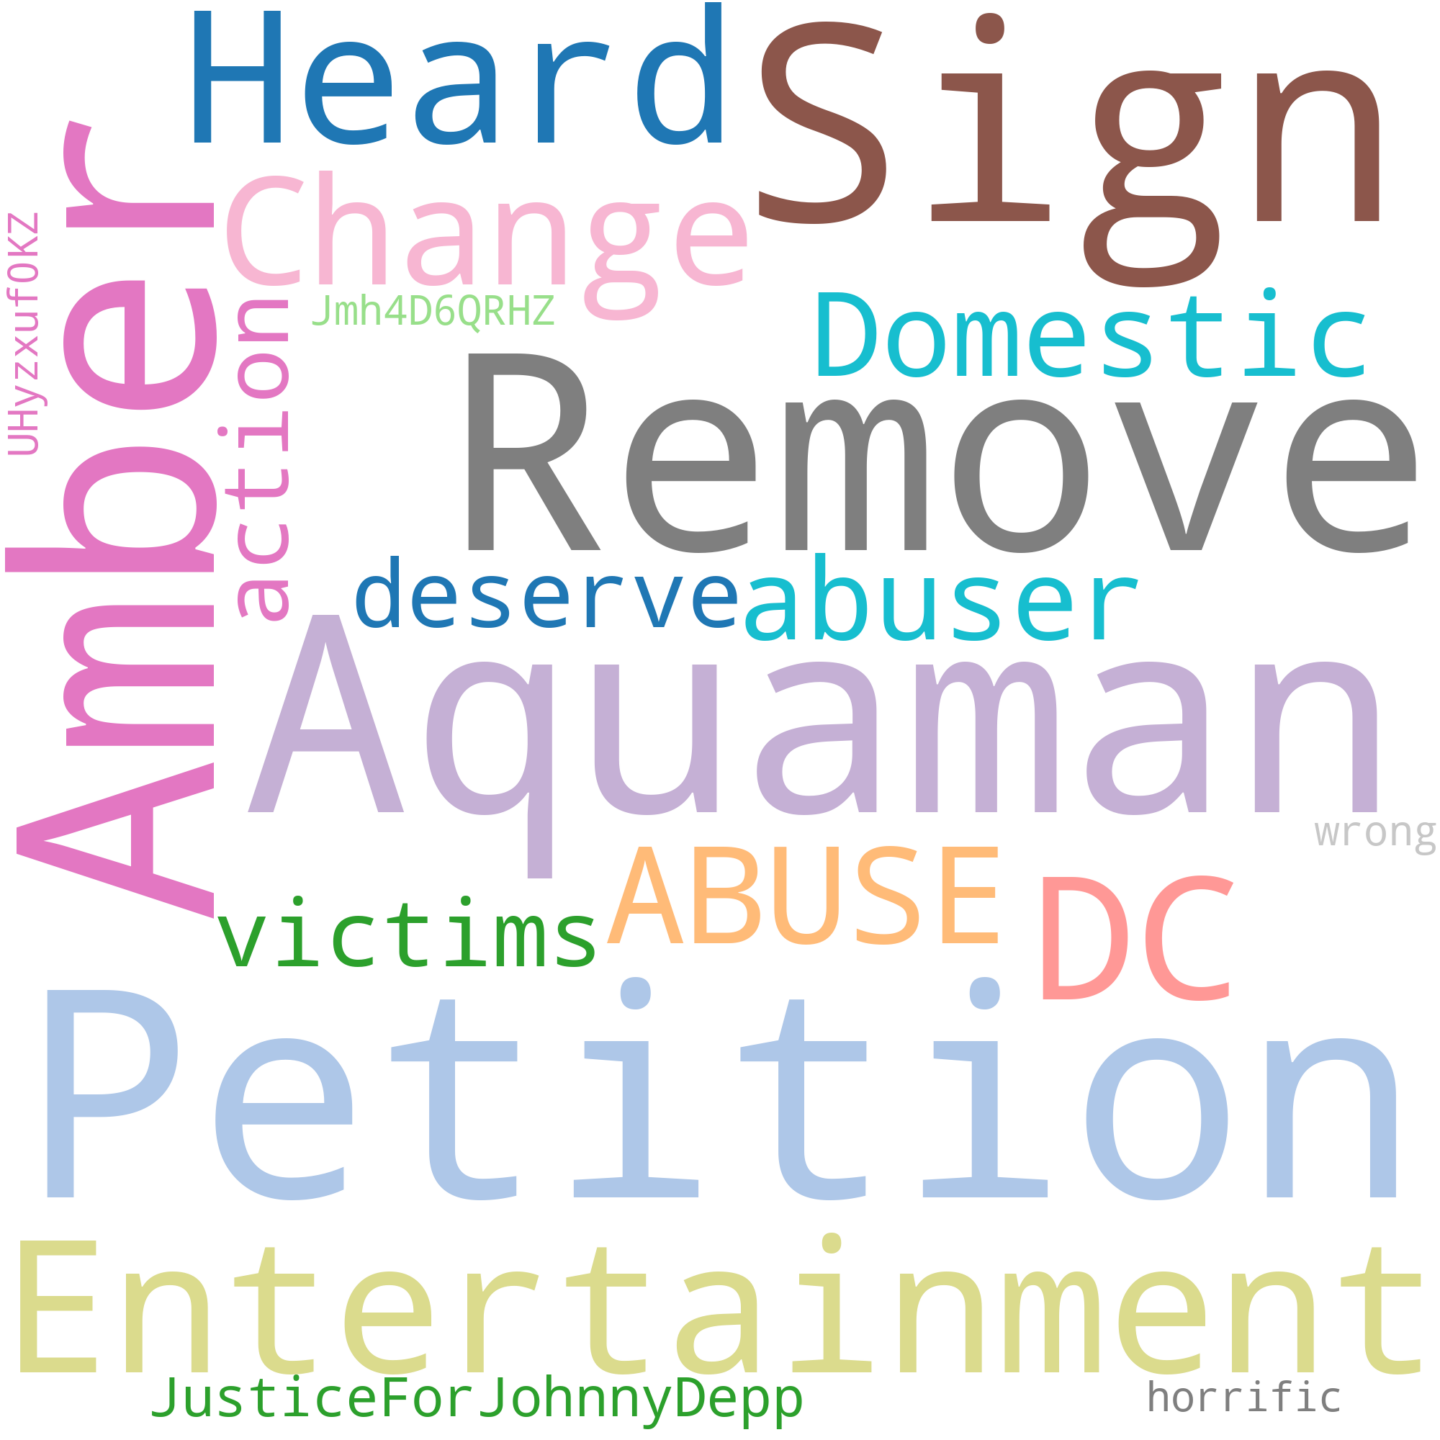 Heard
Sign
Amber
Change
UHyzxuf0KZ
action
Jmh4D6QRHZ
Domestic
Remove
deserve
abuser
Aquaman
wrong
ABUSE
DC
victims
Petition
Entertainment
JusticeForJohnnyDepp
horrific